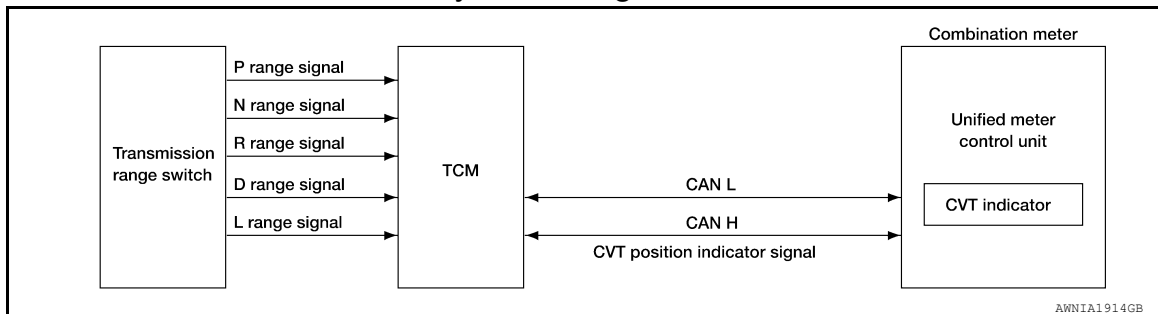 Combination meter
P range signal
N range signal
R range signal
D range signal
L range signal
Transmission
range switch
TCM
CAN L
CAN H
CVT position indicator signal
Unified meter
control unit
CVT indicator
AWNIA1914GB